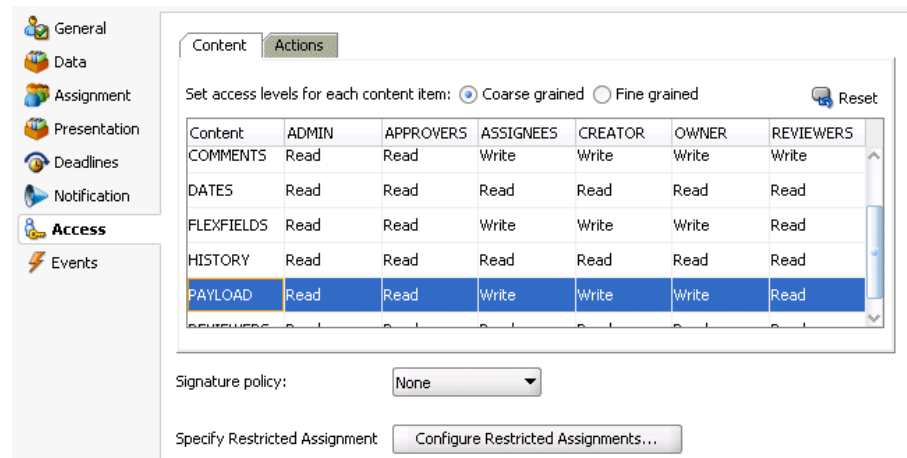 General
Data
Assignment
Presentation
Deadlines
Notification
Access
Events
Content Actions
Set access levels for each content item: Coarse grained Fine grained Reset
Content ADMIN APPROVERS ASSIGNEES CREATOR OWNER REVIEWERS
COMMENTS Read Read Write Write Write Write
DATES Read Read Read Read Read Read
FLEXFIELDS Read Read Write Write Write Read
HISTORY Read Read Read Read Read Read
PAYLOAD Read Read Write Write Write Read
Signature policy: None
Specify Restricted Assignment Configure Restricted Assignments...